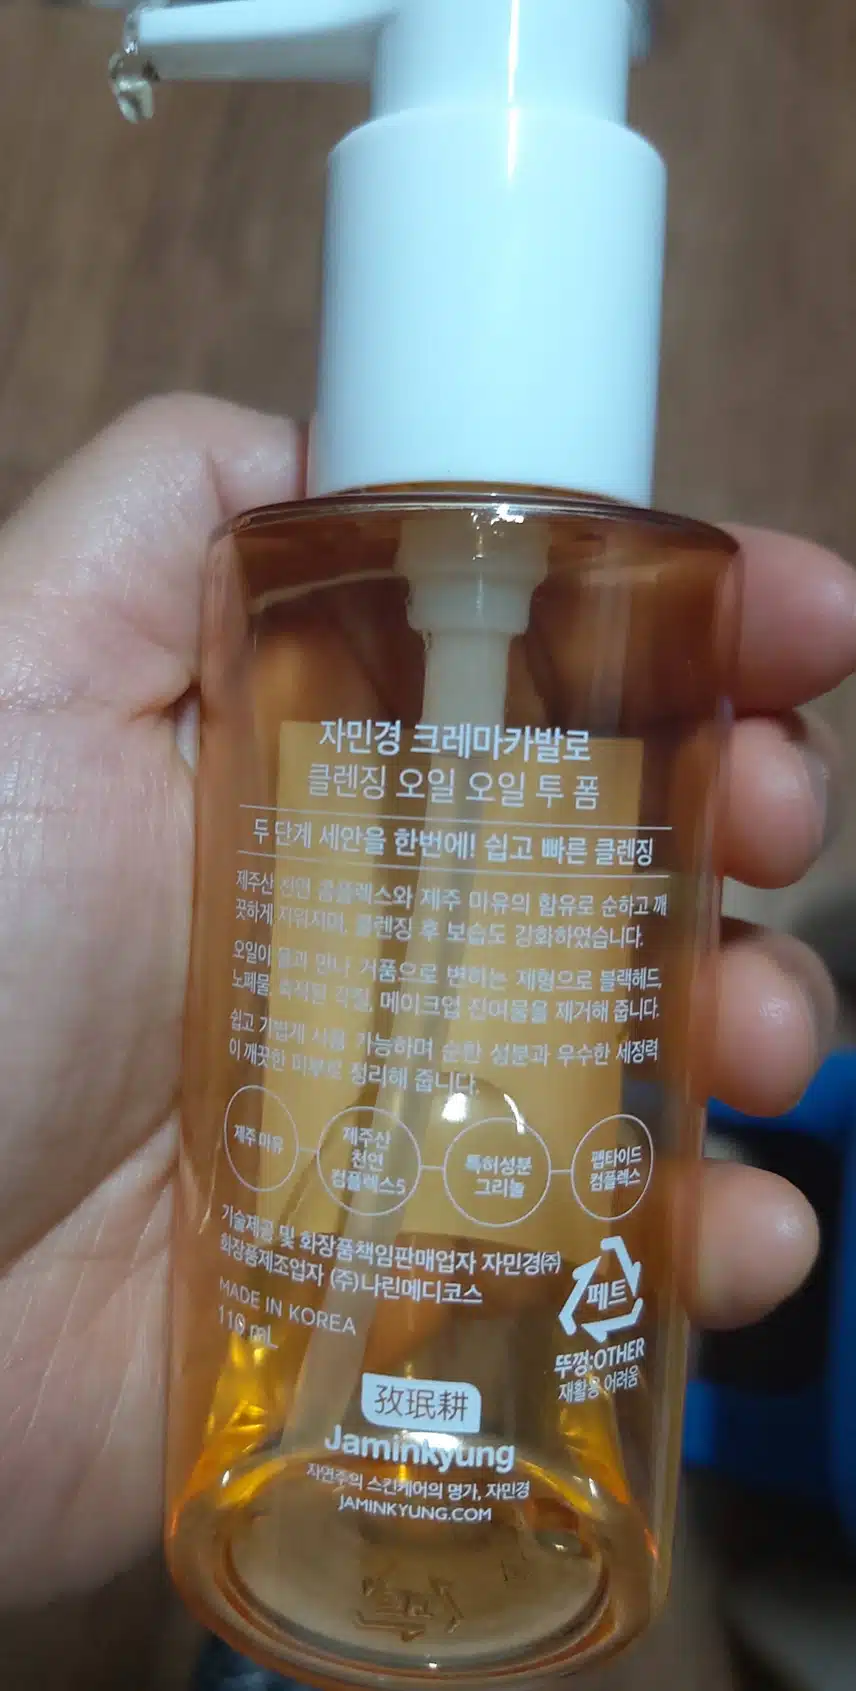 자민경 크레마카발로
클렌징 오일 오일 투 폼
두 단계 세안을 한번에! 쉽고 빠른 클렌징
제주산 천연 콤플렉스와 제주 마유의 함유로 순하고 깨
끗하게 지워지며, 클렌징 후 보습도 강화하였습니다.
오일이 물과 만나 거품으로 변하는 제형으로 블랙헤드,
노폐물 축적된 각질, 메이크업 잔여물을 제거해 줍니다.
쉽고 가볍게 사용 가능하며 순한 성분과 우수한 세정력
이 깨끗한 피부로 정리해 줍니다.
제주 마유
제주산
천연
컴플렉스5
특허성분
그리놀
펩타이드
컴플렉스
기술제공 및 화장품책임판매업자 자민경㈜
화장품제조업자 (주)나린메디코스
MADE IN KOREA
110 mL
페트
뚜껑:OTHER
재활용 어려움
孜珉耕
Jaminkyung
자연주의 스킨케어의 명가, 자민경
JAMINKYUNG.COM